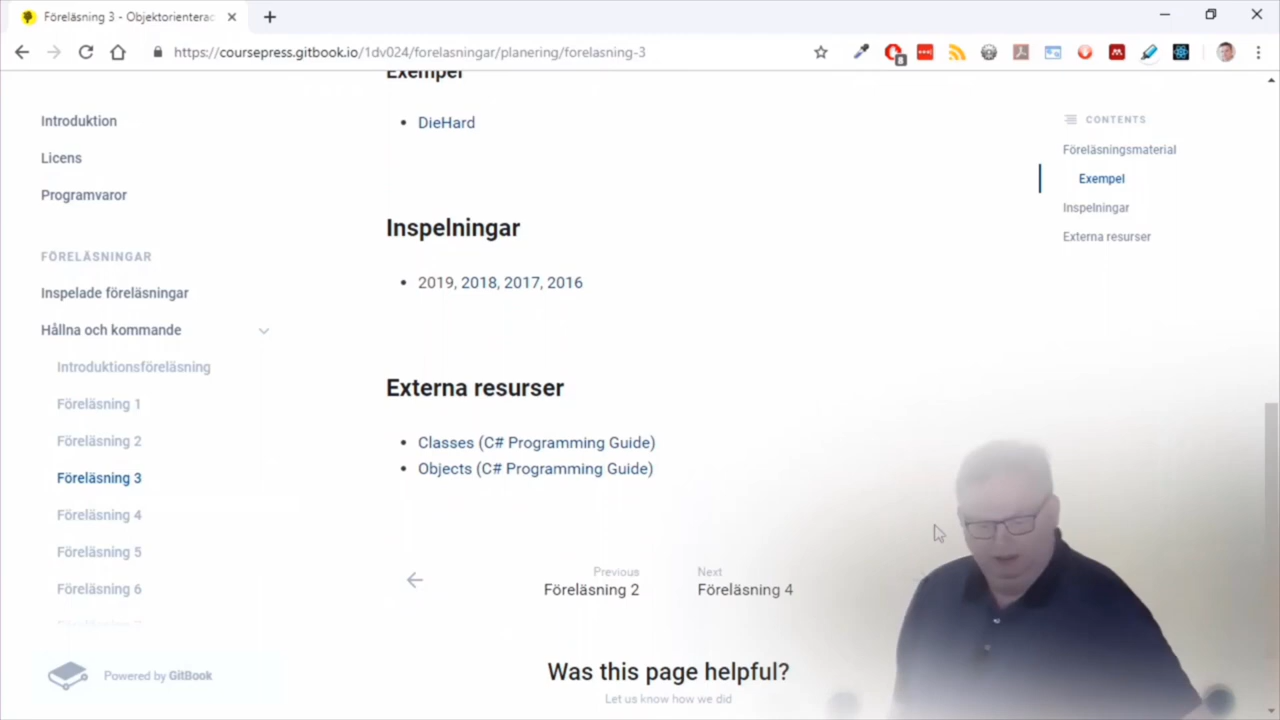 Föreläsning 3 - Objektorienterad
https://coursepress.gitbook.io/1dv024/forelasningar/planering/forelasning-3
Introduktion
Licens
Programvaror
FÖRELÄSNINGAR
Inspelade föreläsningar
Hållna och kommande
Introduktionsföreläsning
Föreläsning 1
Föreläsning 2
Föreläsning 3
Föreläsning 4
Föreläsning 5
Föreläsning 6
Powered by GitBook
Exempel
DieHard
Inspelningar
2019, 2018, 2017, 2016
Externa resurser
Classes (C# Programming Guide)
Objects (C# Programming Guide)
Previous
Föreläsning 2
Next
Föreläsning 4
Was this page helpful?
Let us know how we did
CONTENTS
Föreläsningsmaterial
Exempel
Inspelningar
Externa resurser